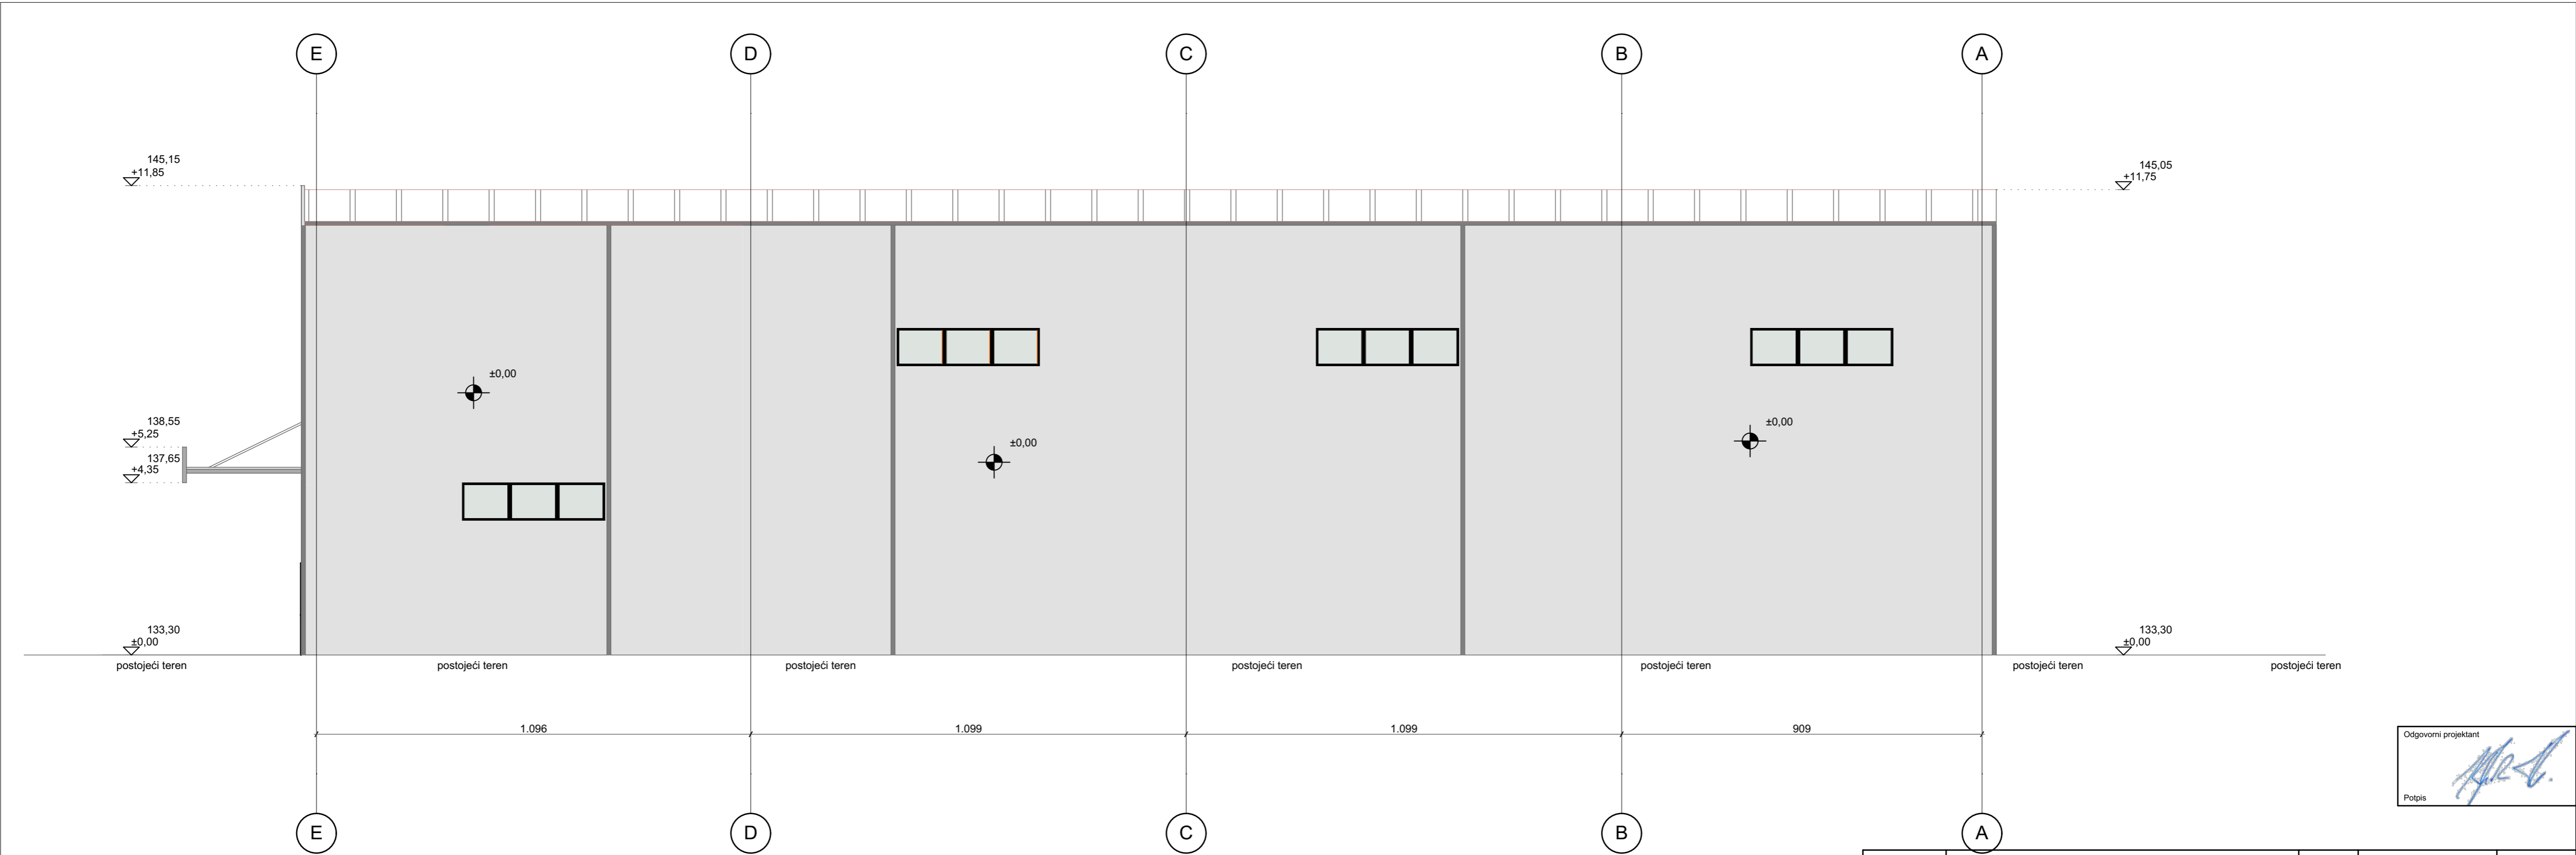 E
D
C
B
A
145,15
+11,85
145,05
+11,75
±0,00
138,55
+5,25
±0,00
±0,00
137,65
+4,35
133,30
±0,00
133,30
±0,00
postojeći teren
postojeći teren
postojeći teren
postojeći teren
postojeći teren
postojeći teren
postojeći teren
1.096
1.099
1.099
909
Odgovorni projektant
Potpis
E
D
C
B
A